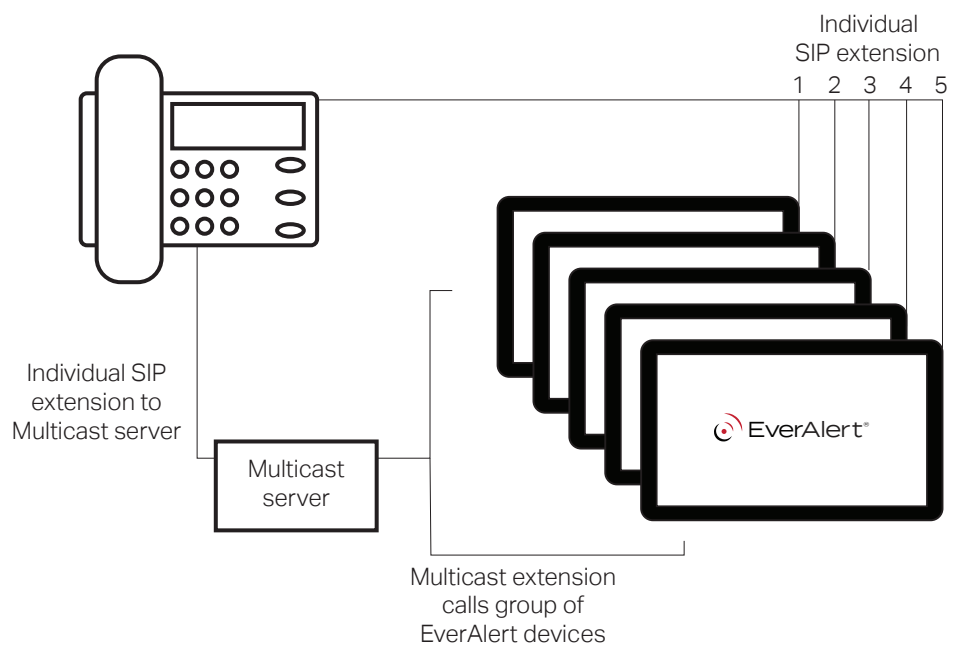 Individual
SIP extension
1 2 3 4 5
Individual SIP
extension to
Multicast server
EverAlert®
Multicast
server
Multicast extension
calls group of
EverAlert devices